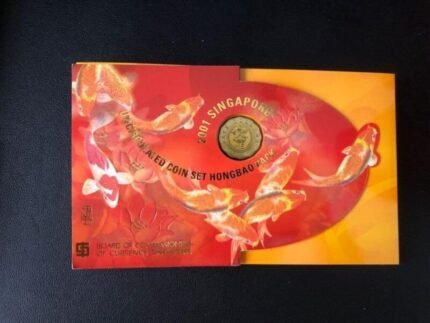 2001 SINGAPORE
UNCIRCULATED COIN SET HONGBAO PACK
BOARD OF COMMISSIONERS
OF CURRENCY SINGAPORE